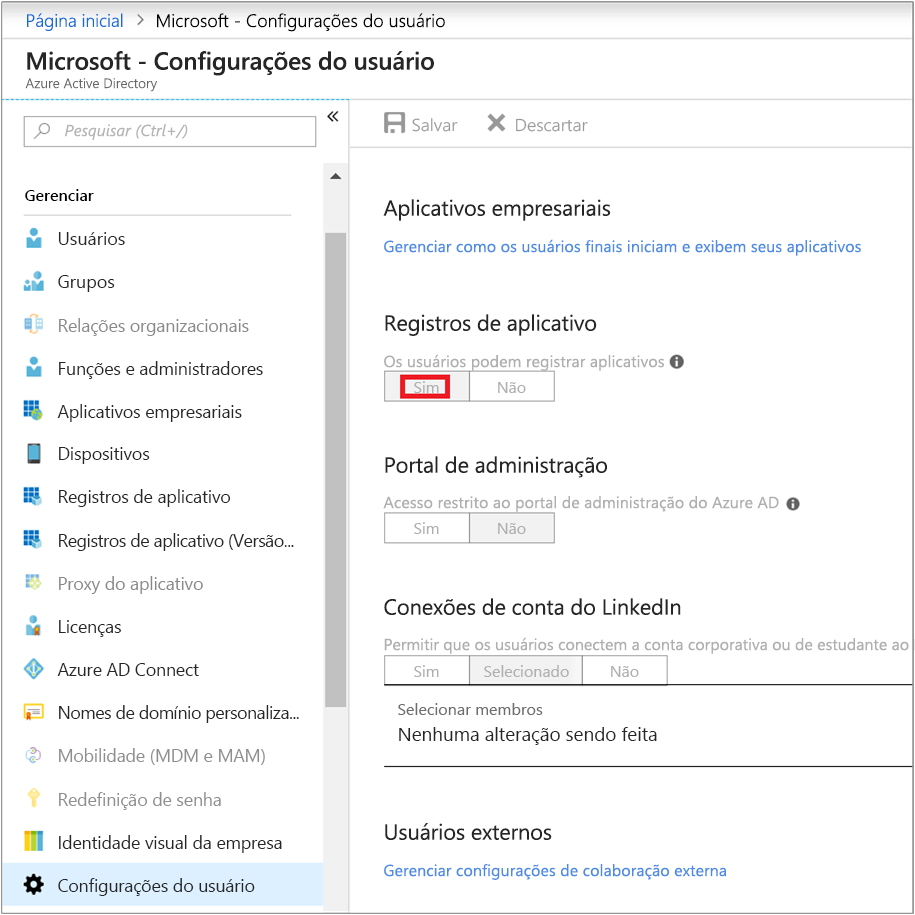 Página inicial > Microsoft - Configurações do usuário
Microsoft - Configurações do usuário
Azure Active Directory
Pesquisar (Ctrl+/)
«
Gerenciar
Usuários
Grupos
Relações organizacionais
Funções e administradores
Aplicativos empresariais
Dispositivos
Registros de aplicativo
Registros de aplicativo (Versão...
Proxy do aplicativo
Licenças
Azure AD Connect
Nomes de domínio personaliza...
Mobilidade (MDM e MAM)
Redefinição de senha
Identidade visual da empresa
Configurações do usuário
Salvar Descartar
Aplicativos empresariais
Gerenciar como os usuários finais iniciam e exibem seus aplicativos
Registros de aplicativo
Os usuários podem registrar aplicativos
Sim Não
Portal de administração
Acesso restrito ao portal de administração do Azure AD
Sim Não
Conexões de conta do LinkedIn
Permitir que os usuários conectem a conta corporativa ou de estudante ao
Sim Selecionado Não
Selecionar membros
Nenhuma alteração sendo feita
Usuários externos
Gerenciar configurações de colaboração externa